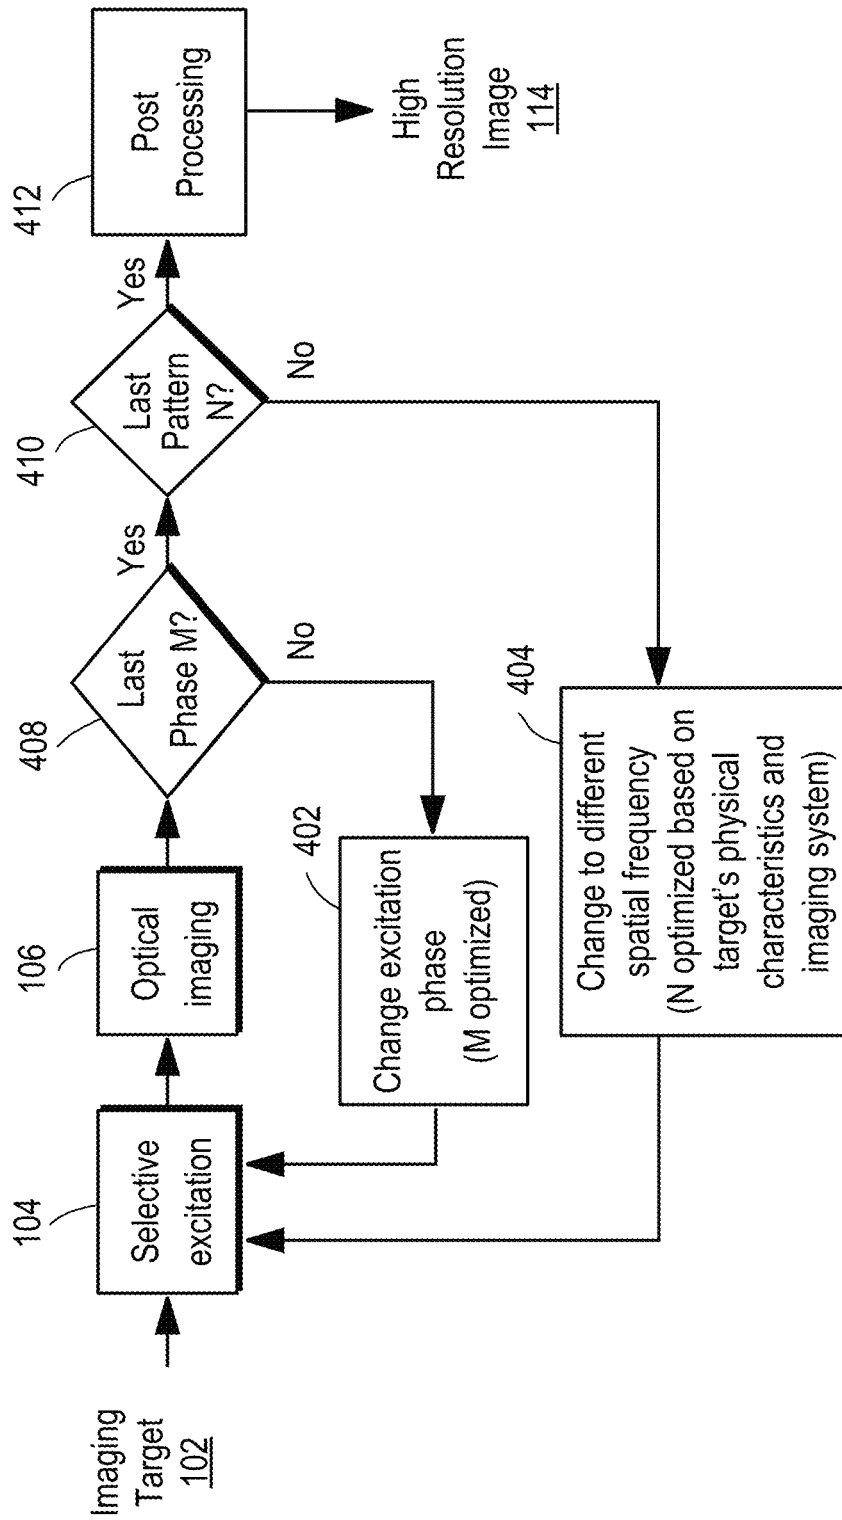 Imaging
Target
102
104
Selective
excitation
106
Optical
imaging
408
Last
Phase M?
Yes
No
410
Last
Pattern
N?
Yes
No
412
Post
Processing
High
Resolution
Image
114
402
Change excitation
phase
(M optimized)
404
Change to different
spatial frequency
(N optimized based on
target's physical
characteristics and
imaging system)